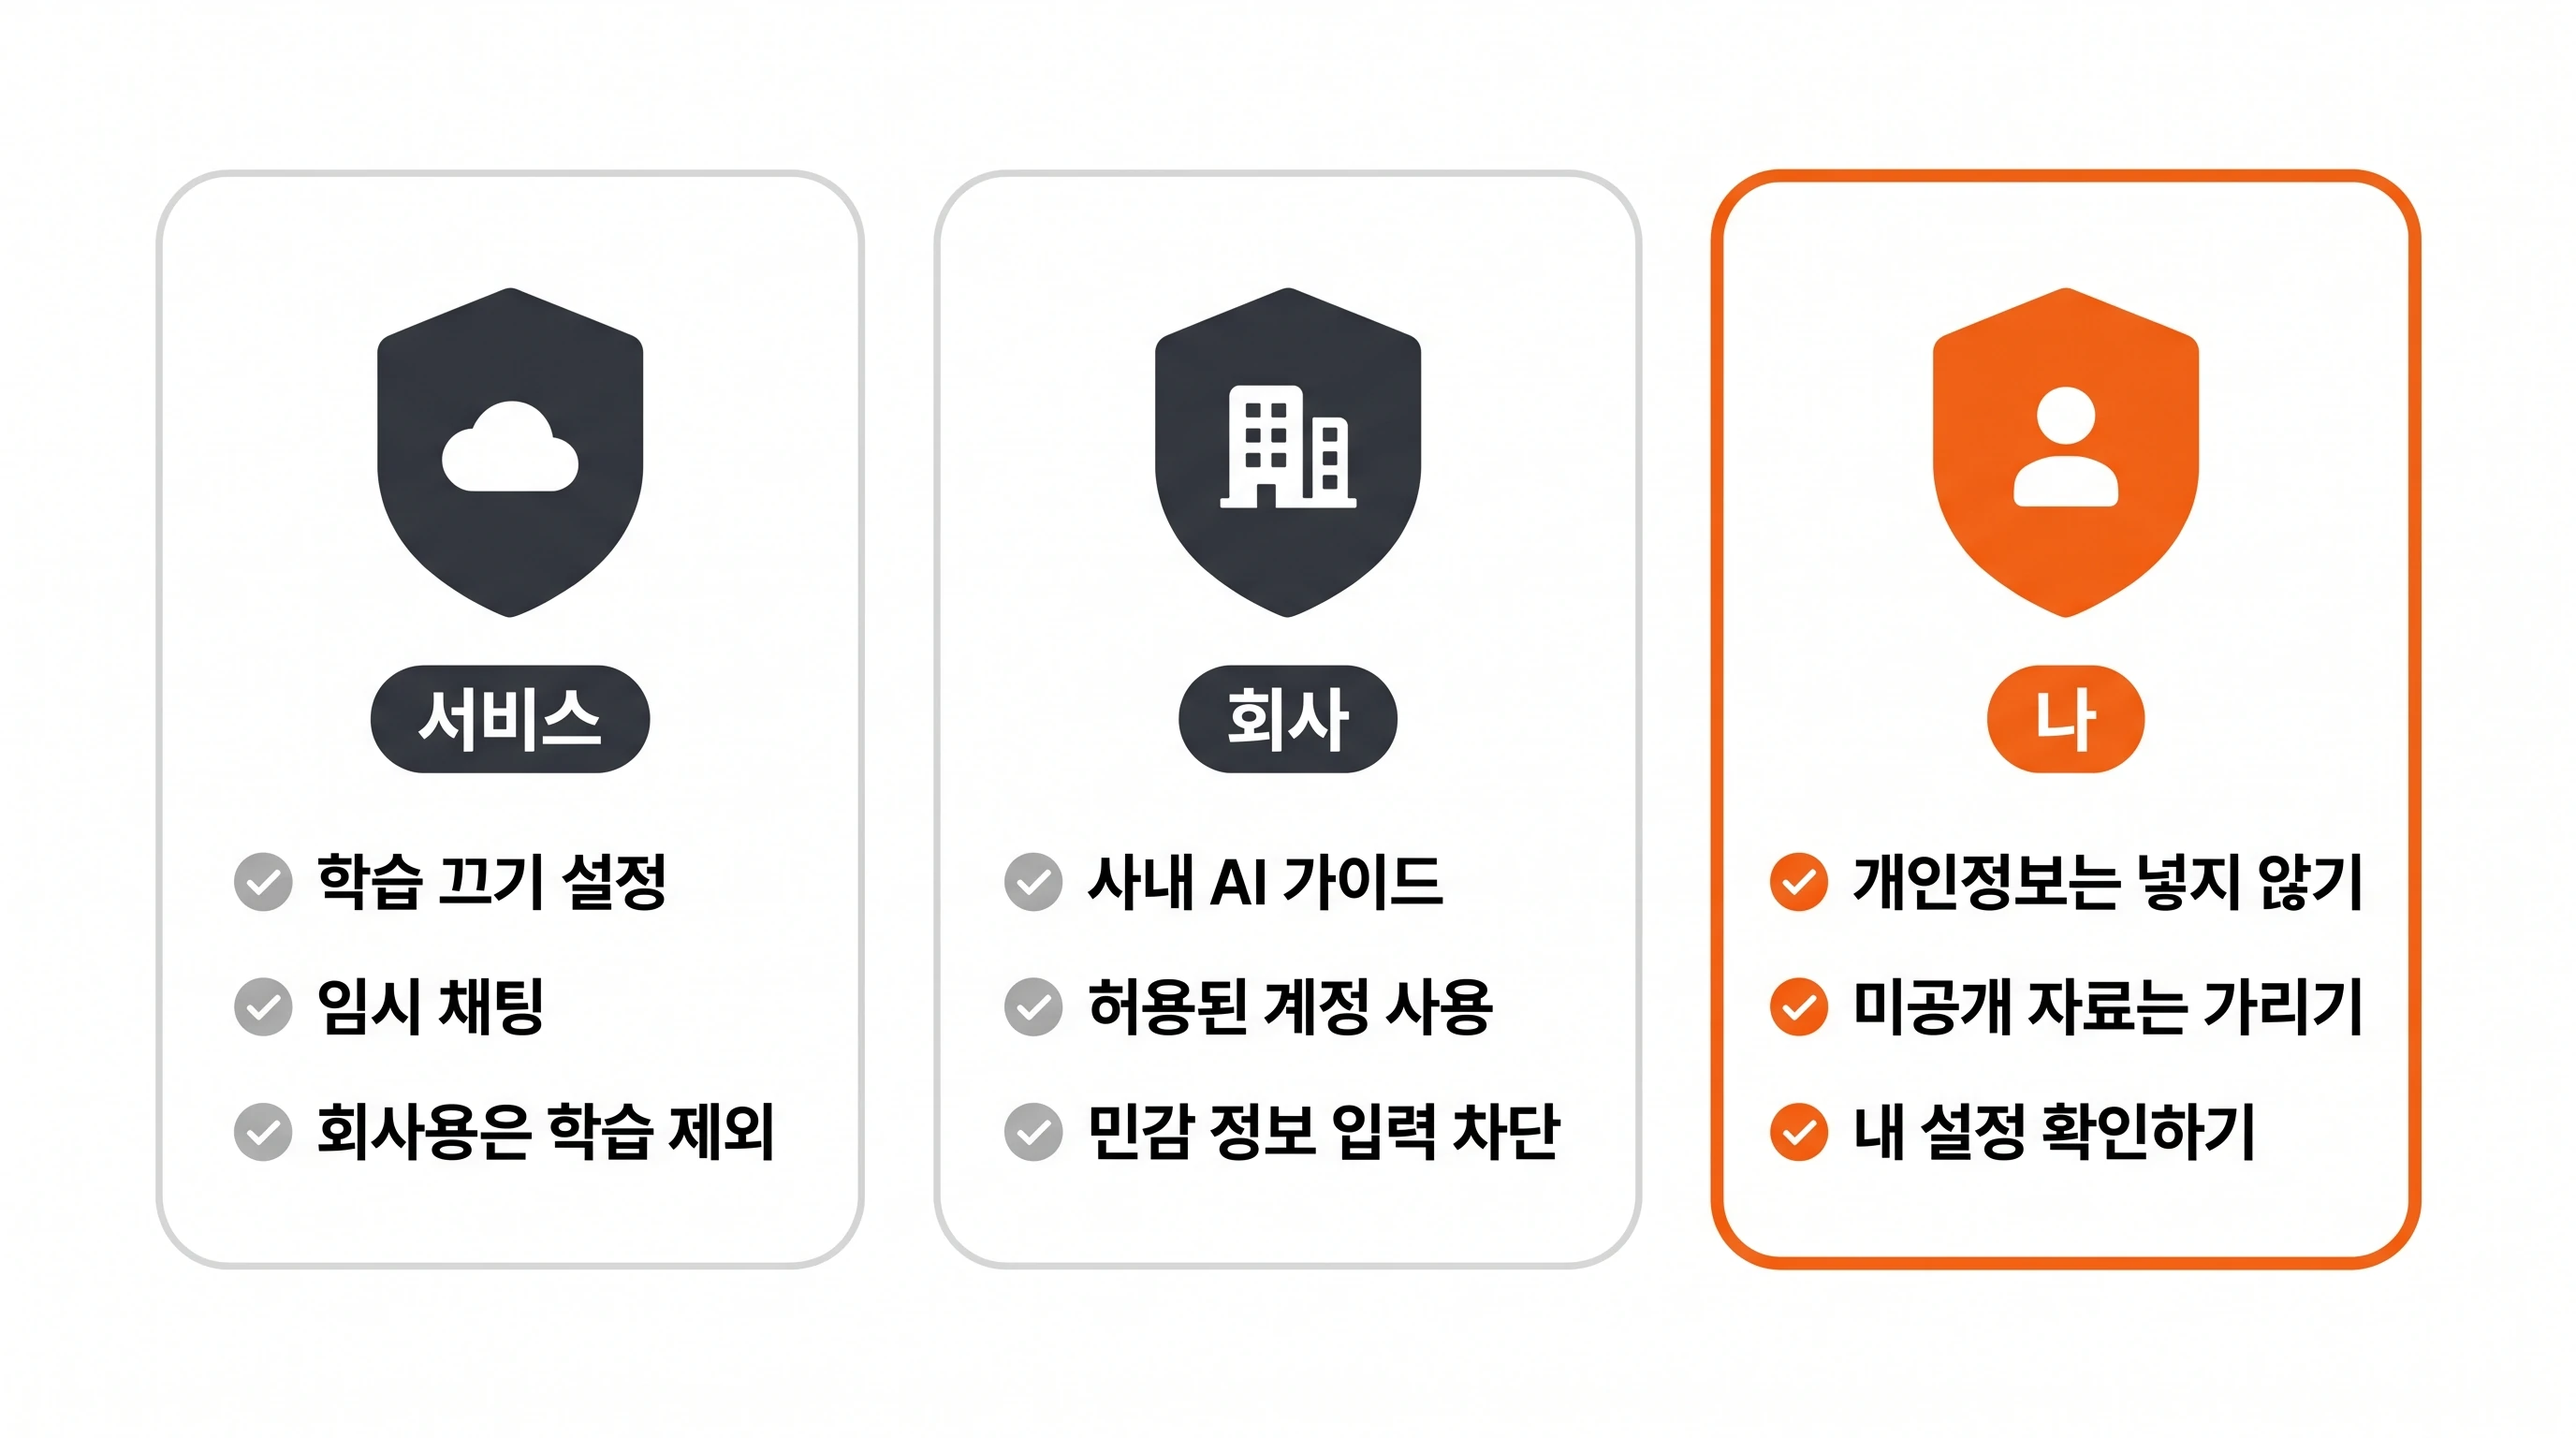 서비스
학습 끄기 설정
임시 채팅
회사용은 학습 제외
회사
사내 AI 가이드
허용된 계정 사용
민감 정보 입력 차단
나
개인정보는 넣지 않기
미공개 자료는 가리기
내 설정 확인하기